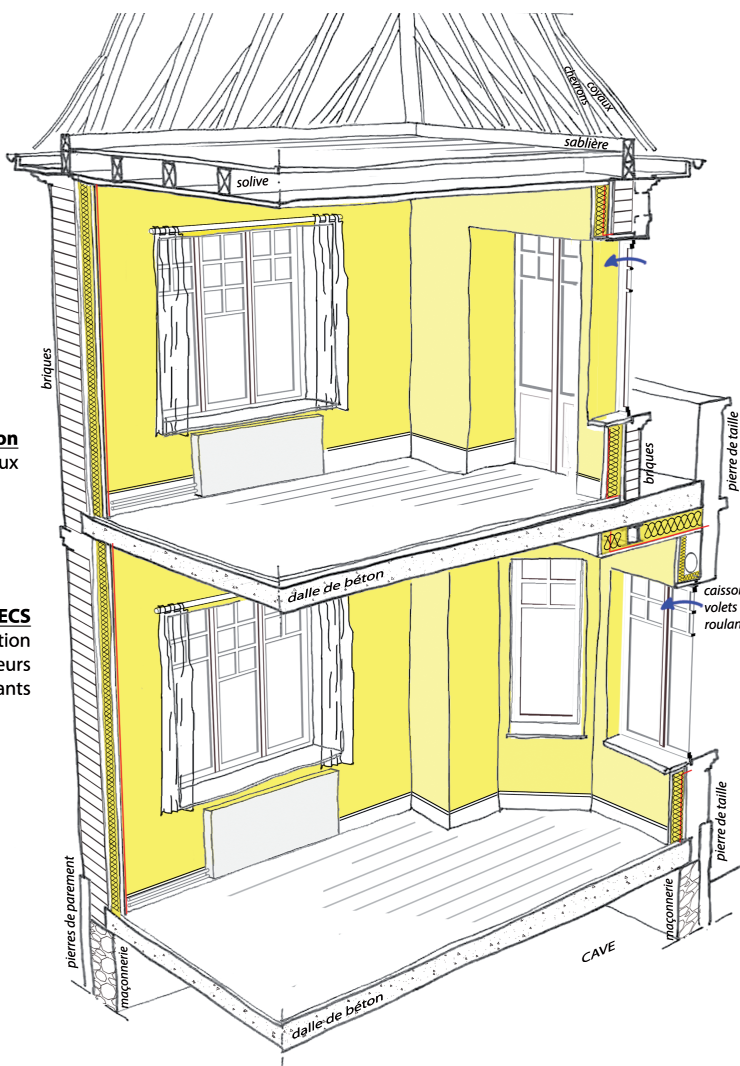 coyaux
chevrons
sablière
solive
briques
on
ux
pierre de taille
briques
dalle de béton
caisson
volets
roulan
ECS
tion
eurs
ants
pierre de taille
pierres de parement
maçonnerie
maçonnerie
CAVE
dalle de béton